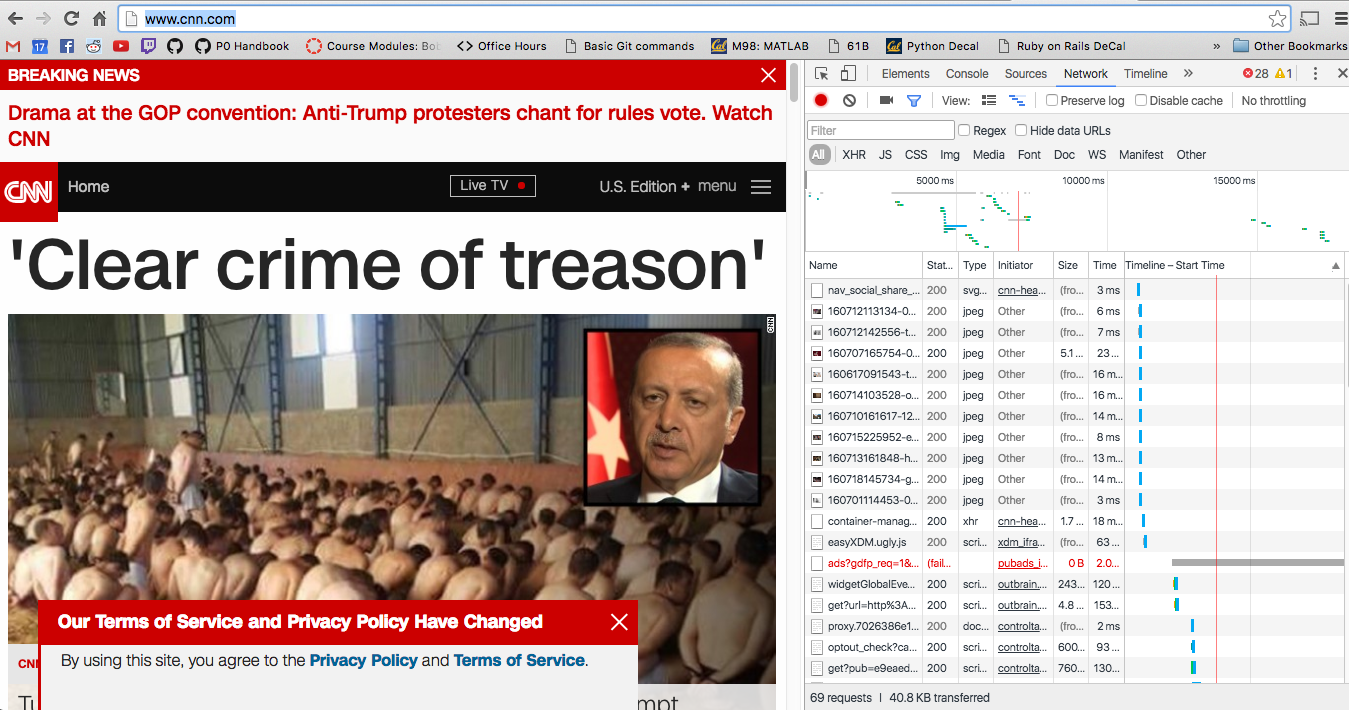 www.cnn.com
P0 Handbook Course Modules: Bob Office Hours Basic Git commands M98: MATLAB 61B Python Decal Ruby on Rails DeCal » Other Bookmarks
BREAKING NEWS
Drama at the GOP convention: Anti-Trump protesters chant for rules vote. Watch
CNN
CNN Home Live TV U.S. Edition + menu
'Clear crime of treason'
CNN
Our Terms of Service and Privacy Policy Have Changed
By using this site, you agree to the Privacy Policy and Terms of Service.
CNN
Tu
mpt
Elements Console Sources Network Timeline » 28 1
View: Preserve log Disable cache No throttling
Filter Regex Hide data URLs
All XHR JS CSS Img Media Font Doc WS Manifest Other
5000 ms 10000 ms 15000 ms
Name Stat... Type Initiator Size Time Timeline – Start Time
nav_social_share_... 200 svg... cnn-hea... (fro... 3 ms
160712113134-0... 200 jpeg Other (fro... 6 ms
160712142556-t... 200 jpeg Other (fro... 7 ms
160707165754-0... 200 jpeg Other 5.1 ... 23 ...
160617091543-t... 200 jpeg Other (fro... 16 m...
160714103528-o... 200 jpeg Other (fro... 16 m...
160710161617-12... 200 jpeg Other (fro... 14 m...
160715225952-e... 200 jpeg Other (fro... 8 ms
160713161848-h... 200 jpeg Other (fro... 13 m...
160718145734-g... 200 jpeg Other (fro... 14 m...
160701114453-0... 200 jpeg Other (fro... 3 ms
container-manag... 200 xhr cnn-hea... 1.7 ... 18 m...
easyXDM.ugly.js 200 scri... xdm_ifra... (fro... 63 ...
ads?gdfp_req=1&... (fail... pubads_i... 0 B 2.0...
widgetGlobalEve... 200 scri... outbrain.... 243... 120 ...
get?url=http%3A... 200 scri... outbrain.... 4.8 ... 153...
proxy.7026386e1... 200 doc... controlta... (fro... 2 ms
optout_check?ca... 200 scri... controlta... 600... 93 ...
get?pub=e9eaed... 200 scri... controlta... 760... 130...
69 requests | 40.8 KB transferred